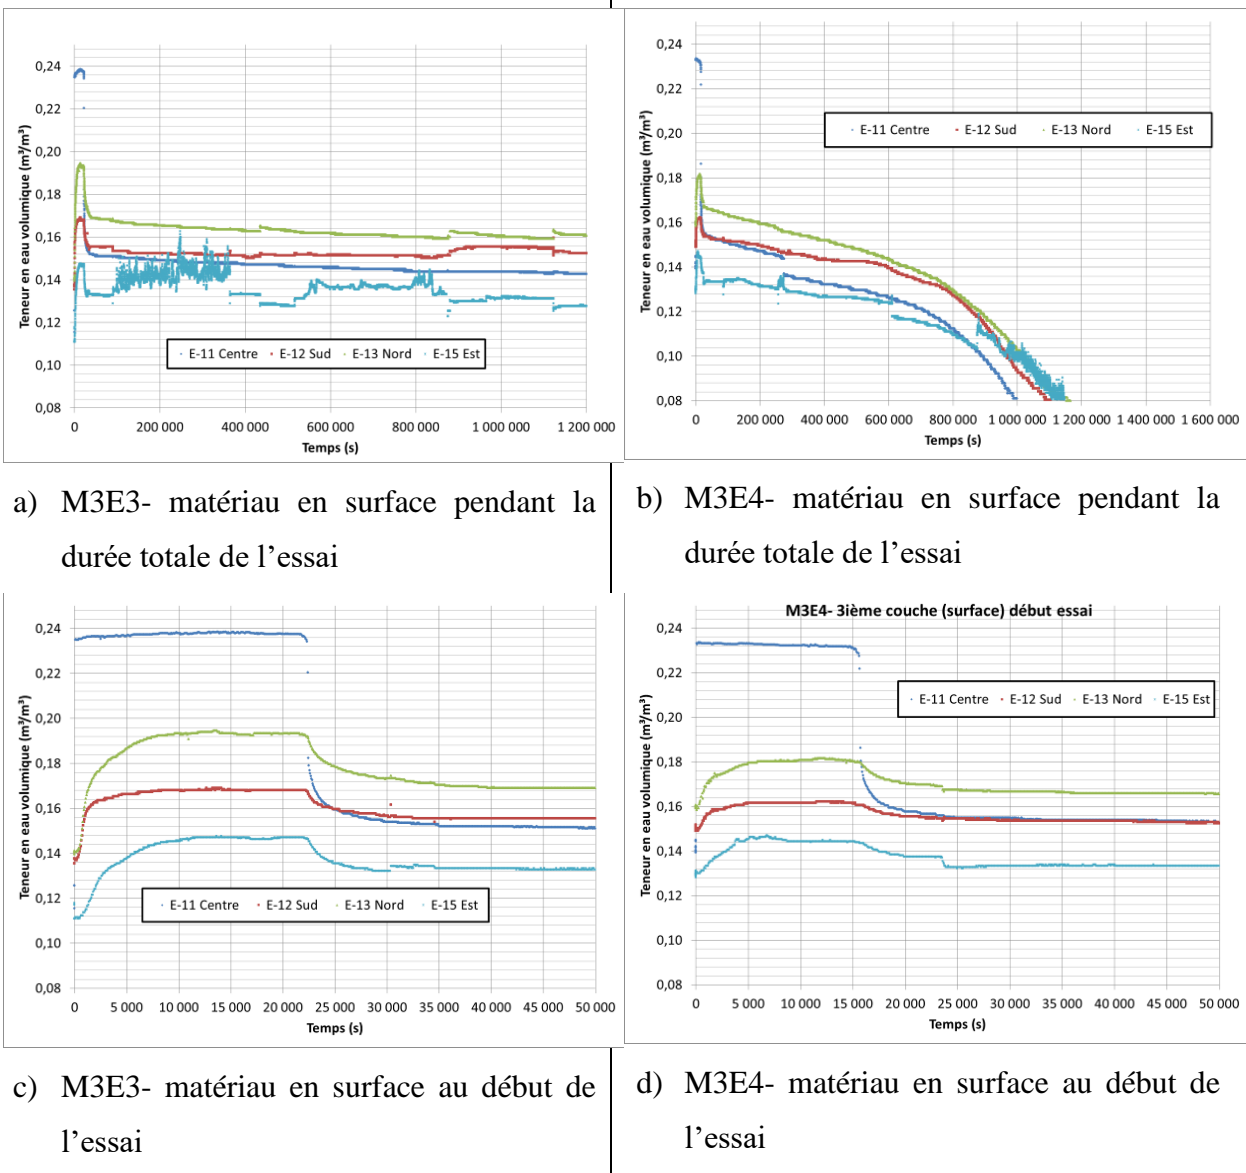 0,24
0,22
0,20
0,18
0,16
0,14
0,12
0,10
0,08
Teneur en eau volumique (m³/m³)
E-11 Centre E-12 Sud E-13 Nord E-15 Est
0 200 000 400 000 600 000 800 000 1 000 000 1 200 000
Temps (s)
0,24
0,22
0,20
0,18
0,16
0,14
0,12
0,10
0,08
Teneur en eau volumique (m³/m³)
E-11 Centre E-12 Sud E-13 Nord E-15 Est
0 200 000 400 000 600 000 800 000 1 000 000 1 200 000 1 400 000 1 600 000
Temps (s)
a) M3E3- matériau en surface pendant la
durée totale de l’essai
b) M3E4- matériau en surface pendant la
durée totale de l’essai
0,24
0,22
0,20
0,18
0,16
0,14
0,12
0,10
0,08
Teneur en eau volumique (m³/m³)
E-11 Centre E-12 Sud E-13 Nord E-15 Est
0 5 000 10 000 15 000 20 000 25 000 30 000 35 000 40 000 45 000 50 000
Temps (s)
M3E4- 3ième couche (surface) début essai
0,24
0,22
0,20
0,18
0,16
0,14
0,12
0,10
0,08
Teneur en eau volumique (m³/m³)
E-11 Centre E-12 Sud E-13 Nord E-15 Est
0 5 000 10 000 15 000 20 000 25 000 30 000 35 000 40 000 45 000 50 000
Temps (s)
c) M3E3- matériau en surface au début de
l’essai
d) M3E4- matériau en surface au début de
l’essai